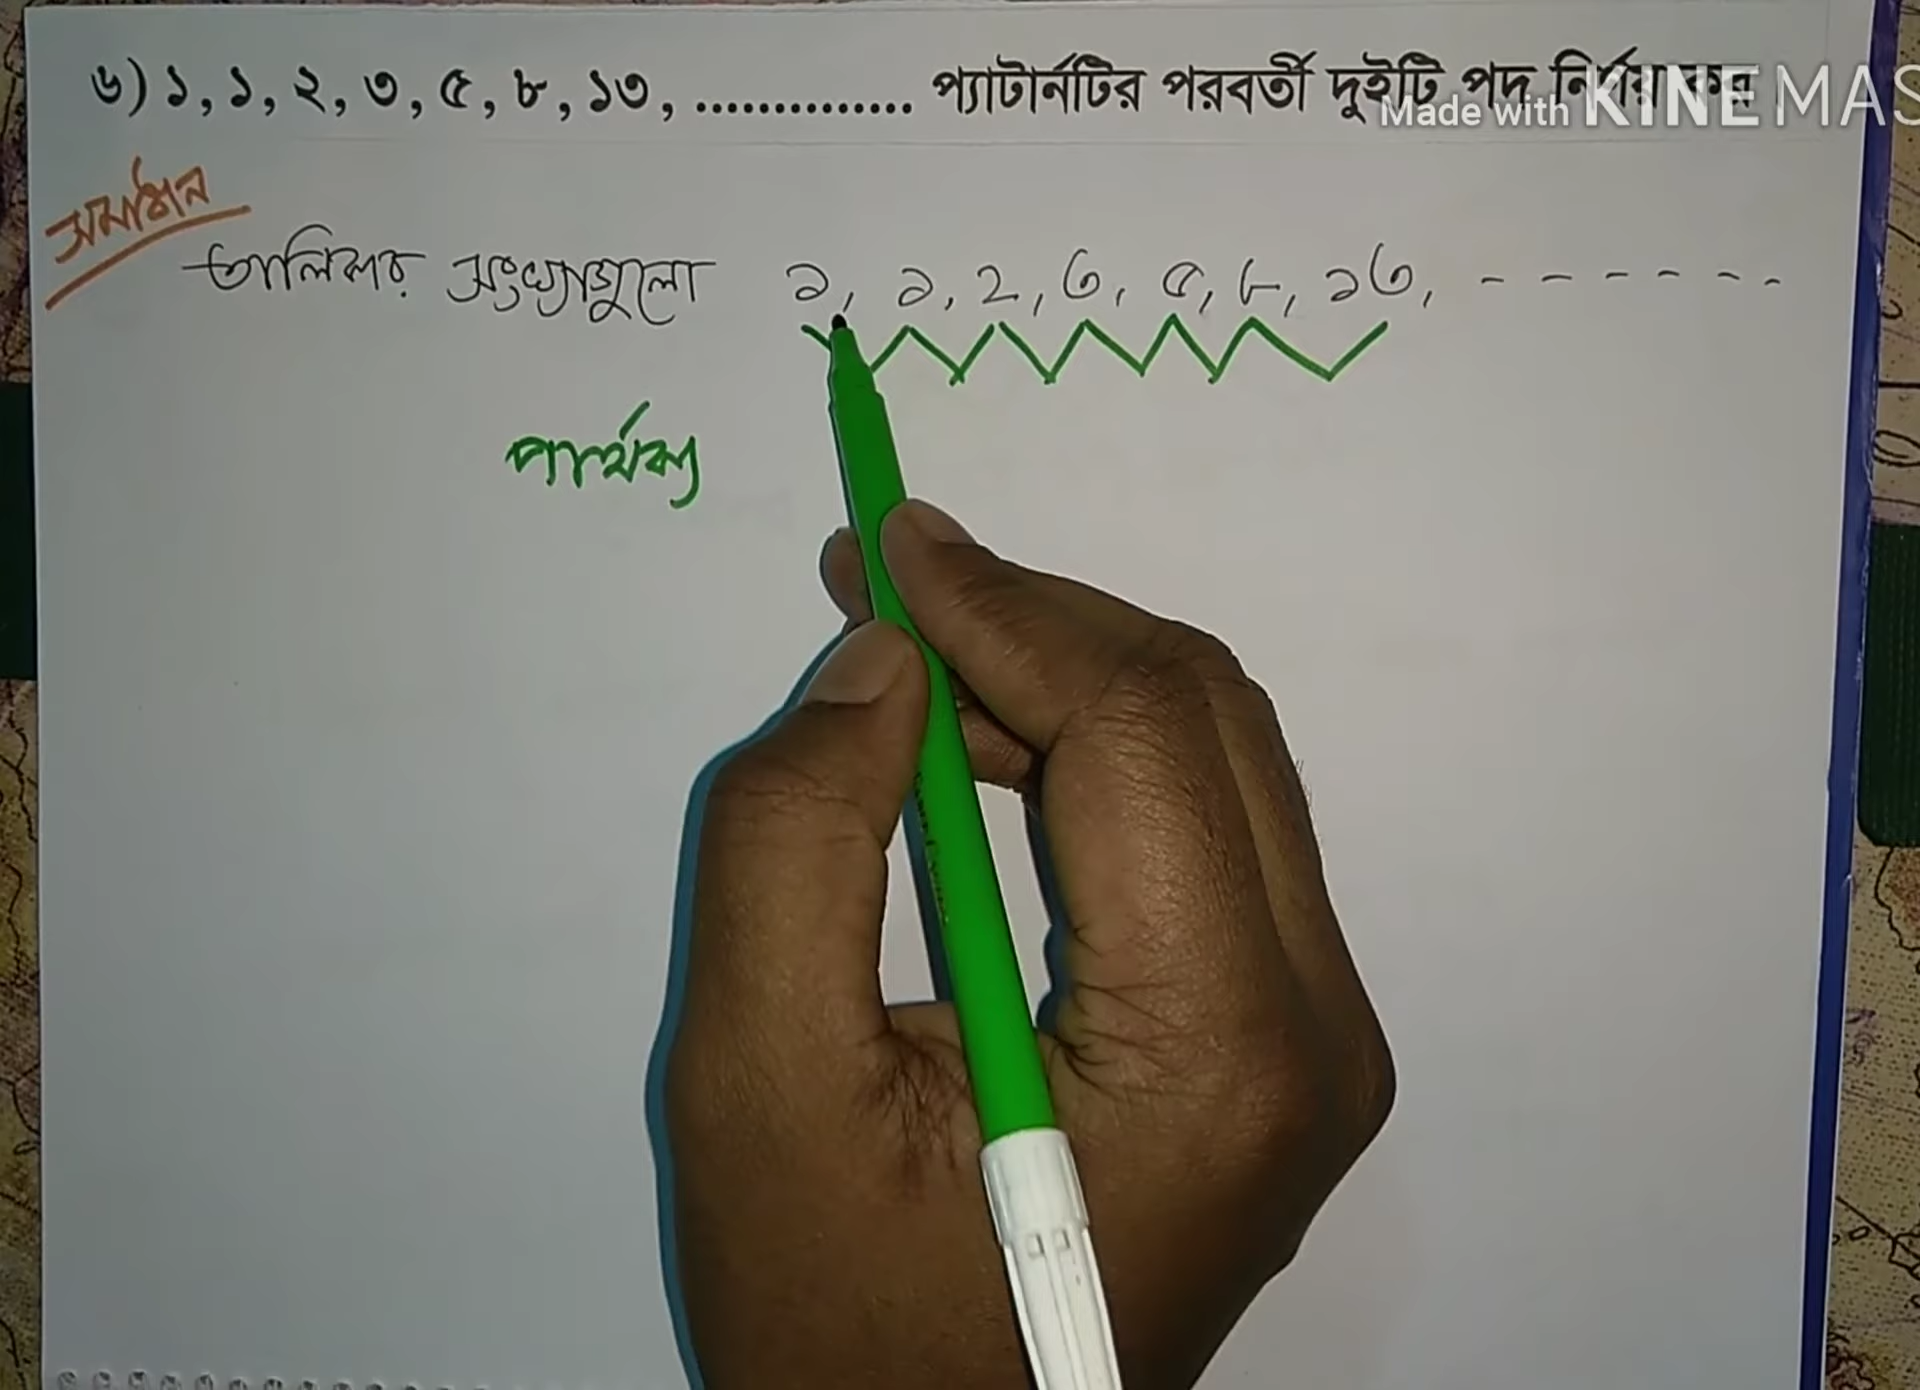 ৬) ১, ১, ২, ৩, ৫, ৮, ১৩, .............. প্যাটার্নটির পরবর্তী দুইটি পদ নির্ণয় কর
Made with KINEMAS
সমাধান
তালিকার সংখ্যাগুলো ১, ১, ২, ৩, ৫, ৮, ১৩, - - - - - - -
পার্থক্য